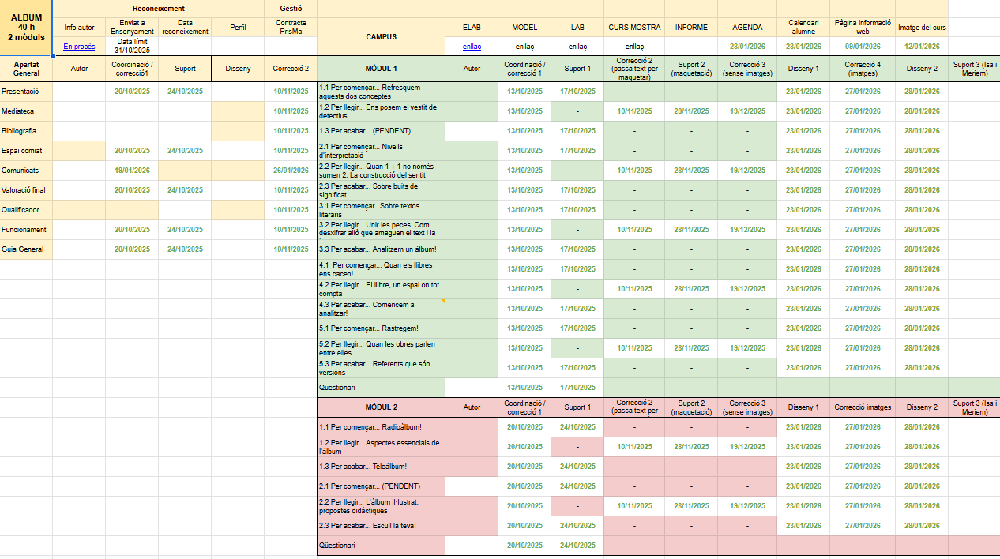 ALBUM
40 h
2 mòduls
Reconeixement Gestió
Info autor Enviat a Ensenyament Data reconeixement Perfil Contracte PrisMa CAMPUS ELAB MODEL LAB CURS MOSTRA INFORME AGENDA Calendari alumne Pàgina informació web Imatge del curs
En procés Data límit 31/10/2025 enllaç enllaç enllaç enllaç 28/01/2026 28/01/2026 09/01/2026 12/01/2026
Apartat General Autor Coordinació / correcció1 Suport Disseny Correcció 2 MÒDUL 1 Autor Coordinació / correcció 1 Suport 1 Correcció 2 (passa text per maquetar) Suport 2 (maquetació) Correcció 3 (sense imatges) Disseny 1 Correcció 4 (imatges) Disseny 2 Suport 3 (Isa i Meriem)
Presentació 20/10/2025 24/10/2025 10/11/2025 1.1 Per començar... Refresquem aquests dos conceptes 13/10/2025 17/10/2025 - - - 23/01/2026 27/01/2026 28/01/2026
Mediateca 10/11/2025 1.2 Per llegir... Ens posem el vestit de detectius 13/10/2025 - 10/11/2025 28/11/2025 19/12/2025 23/01/2026 27/01/2026 28/01/2026
Bibliografia 10/11/2025 1.3 Per acabar... (PENDENT) 13/10/2025 17/10/2025 - - - 23/01/2026 27/01/2026 28/01/2026
Espai comiat 20/10/2025 24/10/2025 10/11/2025 2.1 Per començar... Nivells d'interpretació 13/10/2025 17/10/2025 - - - 23/01/2026 27/01/2026 28/01/2026
Comunicats 19/01/2026 26/01/2026 2.2 Per llegir... Quan 1 + 1 no només sumen 2. La construcció del sentit 13/10/2025 - 10/11/2025 28/11/2025 19/12/2025 23/01/2026 27/01/2026 28/01/2026
Valoració final 20/10/2025 24/10/2025 10/11/2025 2.3 Per acabar... Sobre buits de significat 13/10/2025 17/10/2025 - - - 23/01/2026 27/01/2026 28/01/2026
Qualificador 10/11/2025 3.1 Per començar.. Sobre textos literaris 13/10/2025 17/10/2025 - - - 23/01/2026 27/01/2026 28/01/2026
Funcionament 20/10/2025 24/10/2025 10/11/2025 3.2 Per llegir... Unir les peces. Com desxifrar allò que amaguen el text i la 13/10/2025 - 10/11/2025 28/11/2025 19/12/2025 23/01/2026 27/01/2026 28/01/2026
Guia General 20/10/2025 24/10/2025 10/11/2025 3.3 Per acabar... Analitzem un àlbum! 13/10/2025 17/10/2025 - - - 23/01/2026 27/01/2026 28/01/2026
4.1 Per començar... Quan els llibres ens cacen! 13/10/2025 17/10/2025 - - - 23/01/2026 27/01/2026 28/01/2026
4.2 Per llegir... El llibre, un espai on tot compta 13/10/2025 - 10/11/2025 28/11/2025 19/12/2025 23/01/2026 27/01/2026 28/01/2026
4.3 Per acabar... Comencem a analitzar! 13/10/2025 17/10/2025 - - - 23/01/2026 27/01/2026 28/01/2026
5.1 Per començar... Rastregem! 13/10/2025 17/10/2025 - - - 23/01/2026 27/01/2026 28/01/2026
5.2 Per llegir... Quan les obres parlen entre elles 13/10/2025 - 10/11/2025 28/11/2025 19/12/2025 23/01/2026 27/01/2026 28/01/2026
5.3 Per acabar... Referents que són versions 13/10/2025 17/10/2025 - - - 23/01/2026 27/01/2026 28/01/2026
Qüestionari 13/10/2025 17/10/2025 - - -
MÒDUL 2 Autor Coordinació / correcció 1 Suport 1 Correcció 2 (passa text per Suport 2 (maquetació) Correcció 3 (sense imatges) Disseny 1 Correcció imatges Disseny 2 Suport 3 (Isa i Meriem)
1.1 Per començar... Radioàlbum! 20/10/2025 24/10/2025 - - - 23/01/2026 27/01/2026 28/01/2026
1.2 Per llegir... Aspectes essencials de l'àlbum 20/10/2025 - 10/11/2025 28/11/2025 19/12/2025 23/01/2026 27/01/2026 28/01/2026
1.3 Per acabar... Teleàlbum! 20/10/2025 24/10/2025 - - - 23/01/2026 27/01/2026 28/01/2026
2.1 Per començar... (PENDENT) 20/10/2025 24/10/2025 - - - 23/01/2026 27/01/2026 28/01/2026
2.2 Per llegir... L'àlbum il·lustrat: propostes didàctiques 20/10/2025 - 10/11/2025 28/11/2025 19/12/2025 23/01/2026 27/01/2026 28/01/2026
2.3 Per acabar... Escull la teva! 20/10/2025 24/10/2025 - - - 23/01/2026 27/01/2026 28/01/2026
Qüestionari 20/10/2025 24/10/2025 -